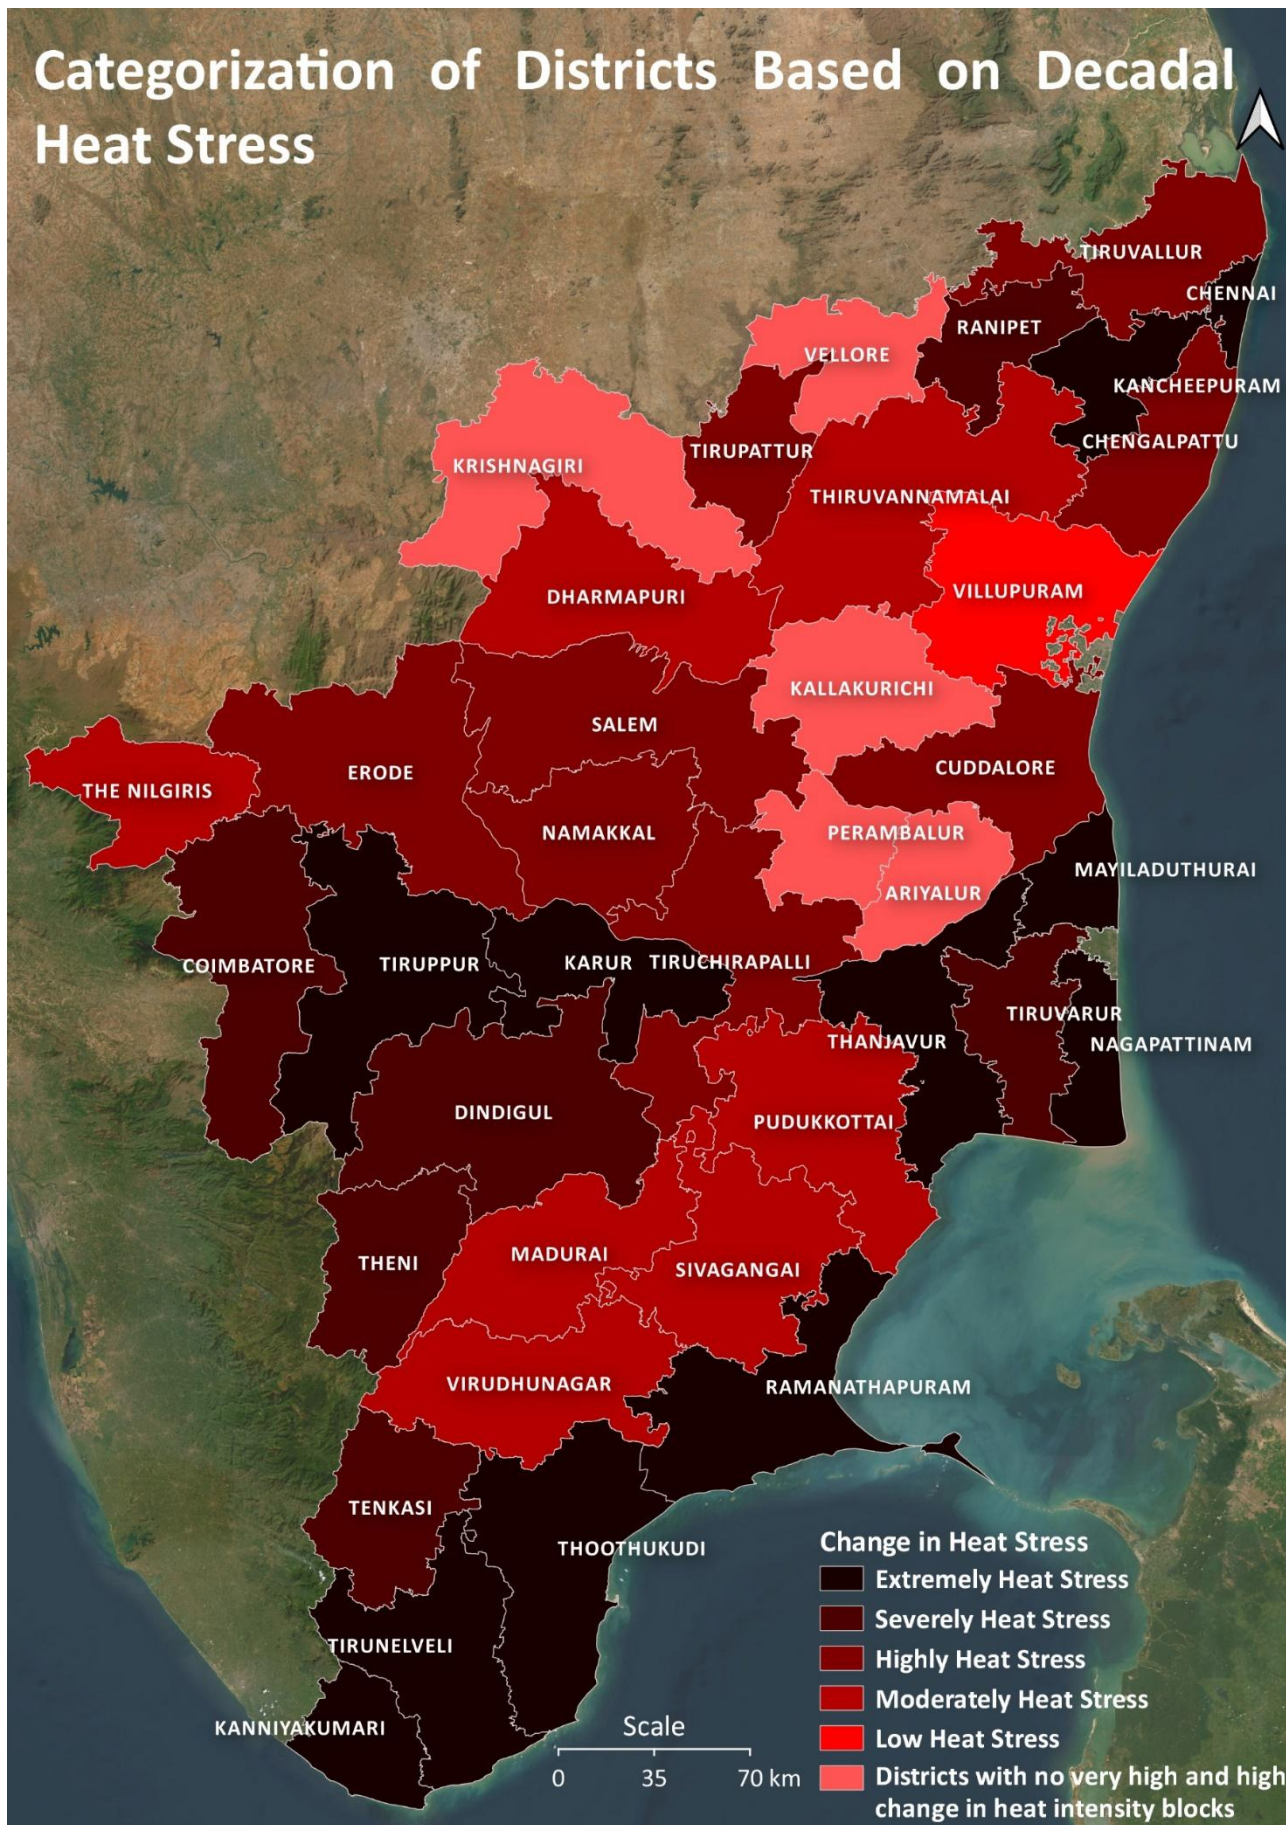 Categorization of Districts Based on Decadal
Heat Stress
TIRUVALLUR
CHENNAI
RANIPET
VELLORE
KANCHEEPURAM
CHENGALPATTU
TIRUPATTUR
KRISHNAGIRI
THIRUVANNAMALAI
VILLUPURAM
DHARMAPURI
KALLAKURICHI
SALEM
CUDDALORE
ERODE
THE NILGIRIS
NAMAKKAL
PERAMBALUR
MAYILADUTHURAI
ARIYALUR
COIMBATORE
TIRUPPUR
KARUR
TIRUCHIRAPALLI
TIRUVARUR
THANJAVUR
NAGAPATTINAM
DINDIGUL
PUDUKKOTTAI
MADURAI
THENI
SIVAGANGAI
VIRUDHUNAGAR
RAMANATHAPURAM
TENKASI
THOOTHUKUDI
TIRUNELVELI
KANNIYAKUMARI
Scale
0 35 70 km
Change in Heat Stress
Extremely Heat Stress
Severely Heat Stress
Highly Heat Stress
Moderately Heat Stress
Low Heat Stress
Districts with no very high and high
change in heat intensity blocks